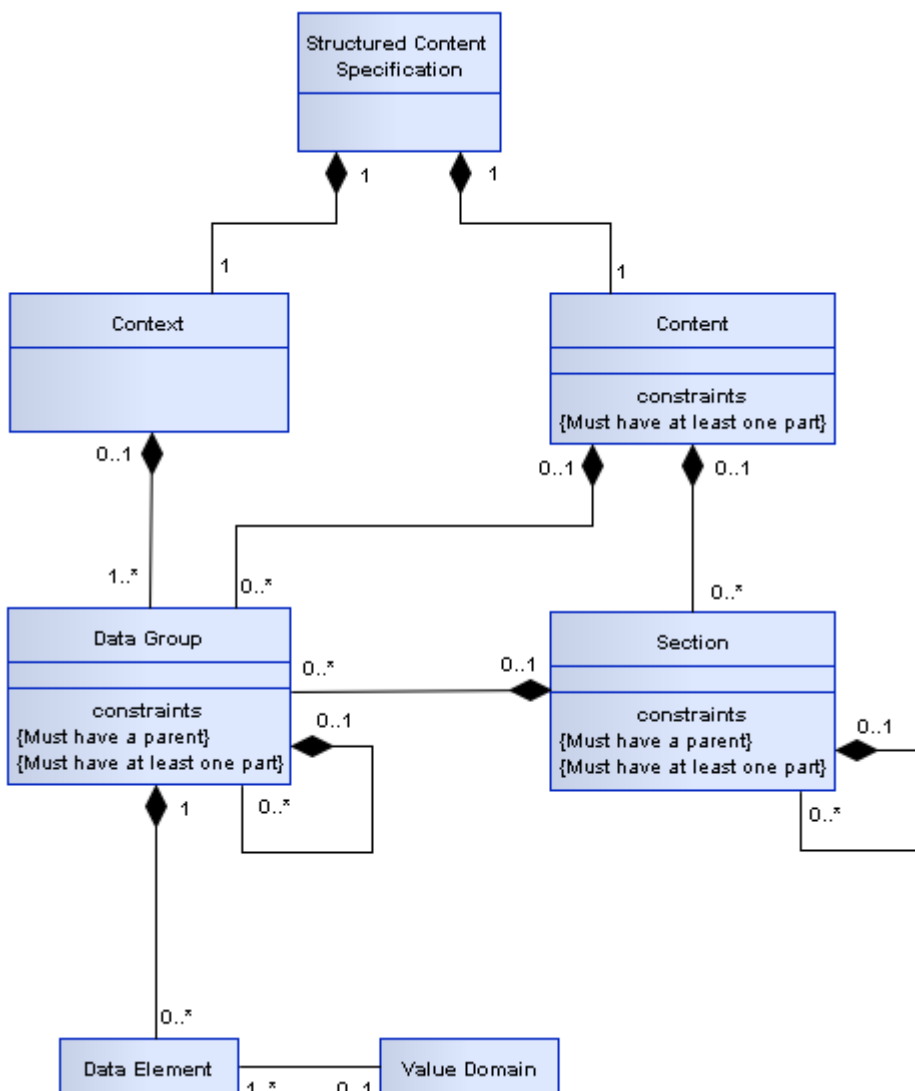 Structured Content
Specification
1
1
1
1
Context
Content
constraints
{Must have at least one part}
0..1
0..1
0..1
1..*
0..*
0..*
Data Group
Section
0..*
0..1
constraints
{Must have a parent}
{Must have at least one part}
0..1
constraints
{Must have a parent}
{Must have at least one part}
0..1
1
0..*
0..*
0..*
Data Element
Value Domain
1..*
0..1